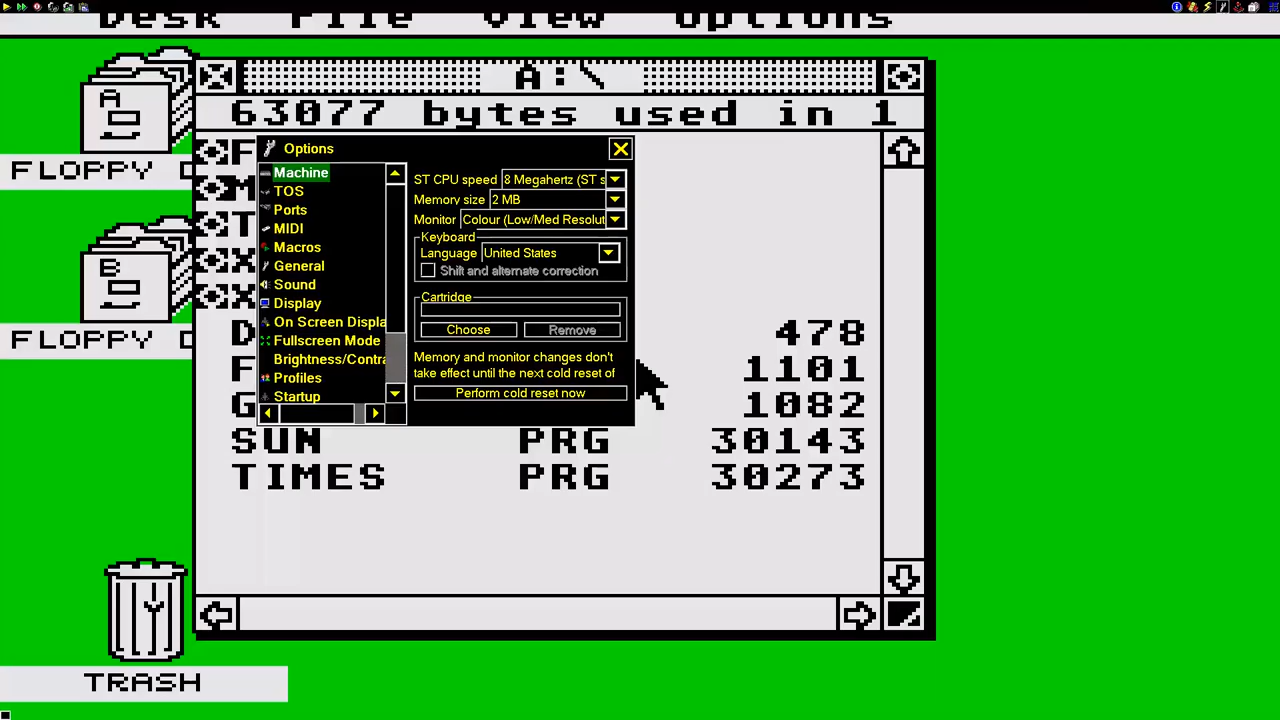 Desk File View Options
A:\
63077 bytes used in 1
A
FLOPPY D
B
FLOPPY D
TRASH
F
M
T
X
X
D 478
F 1101
G 1082
SUN PRG 30143
TIMES PRG 30273
Options
Machine
TOS
Ports
MIDI
Macros
General
Sound
Display
On Screen Displa
Fullscreen Mode
Brightness/Contra
Profiles
Startup
ST CPU speed 8 Megahertz (ST s
Memory size 2 MB
Monitor Colour (Low/Med Resolut
Keyboard
Language United States
Shift and alternate correction
Cartridge
Choose Remove
Memory and monitor changes don't
take effect until the next cold reset of
Perform cold reset now